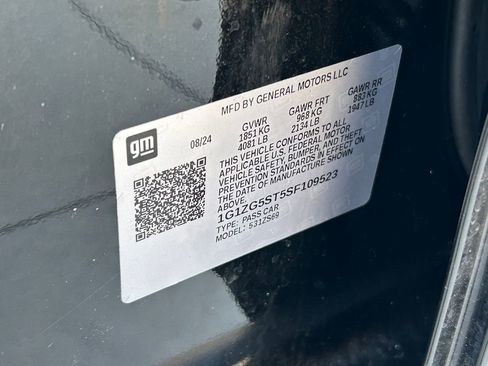 gm
MFD BY GENERAL MOTORS LLC
08/24 GVWR GAWR FRT GAWR RR
1851 KG 968 KG 883 KG
4081 LB 2134 LB 1947 LB
THIS VEHICLE CONFORMS TO ALL
APPLICABLE U.S. FEDERAL MOTOR
VEHICLE SAFETY, BUMPER, AND THEFT
PREVENTION STANDARDS IN EFFECT ON
THE DATE OF MANUFACTURE SHOWN
ABOVE.
1G1ZG5ST5SF109523
TYPE: PASS CAR
MODEL: 531ZS69